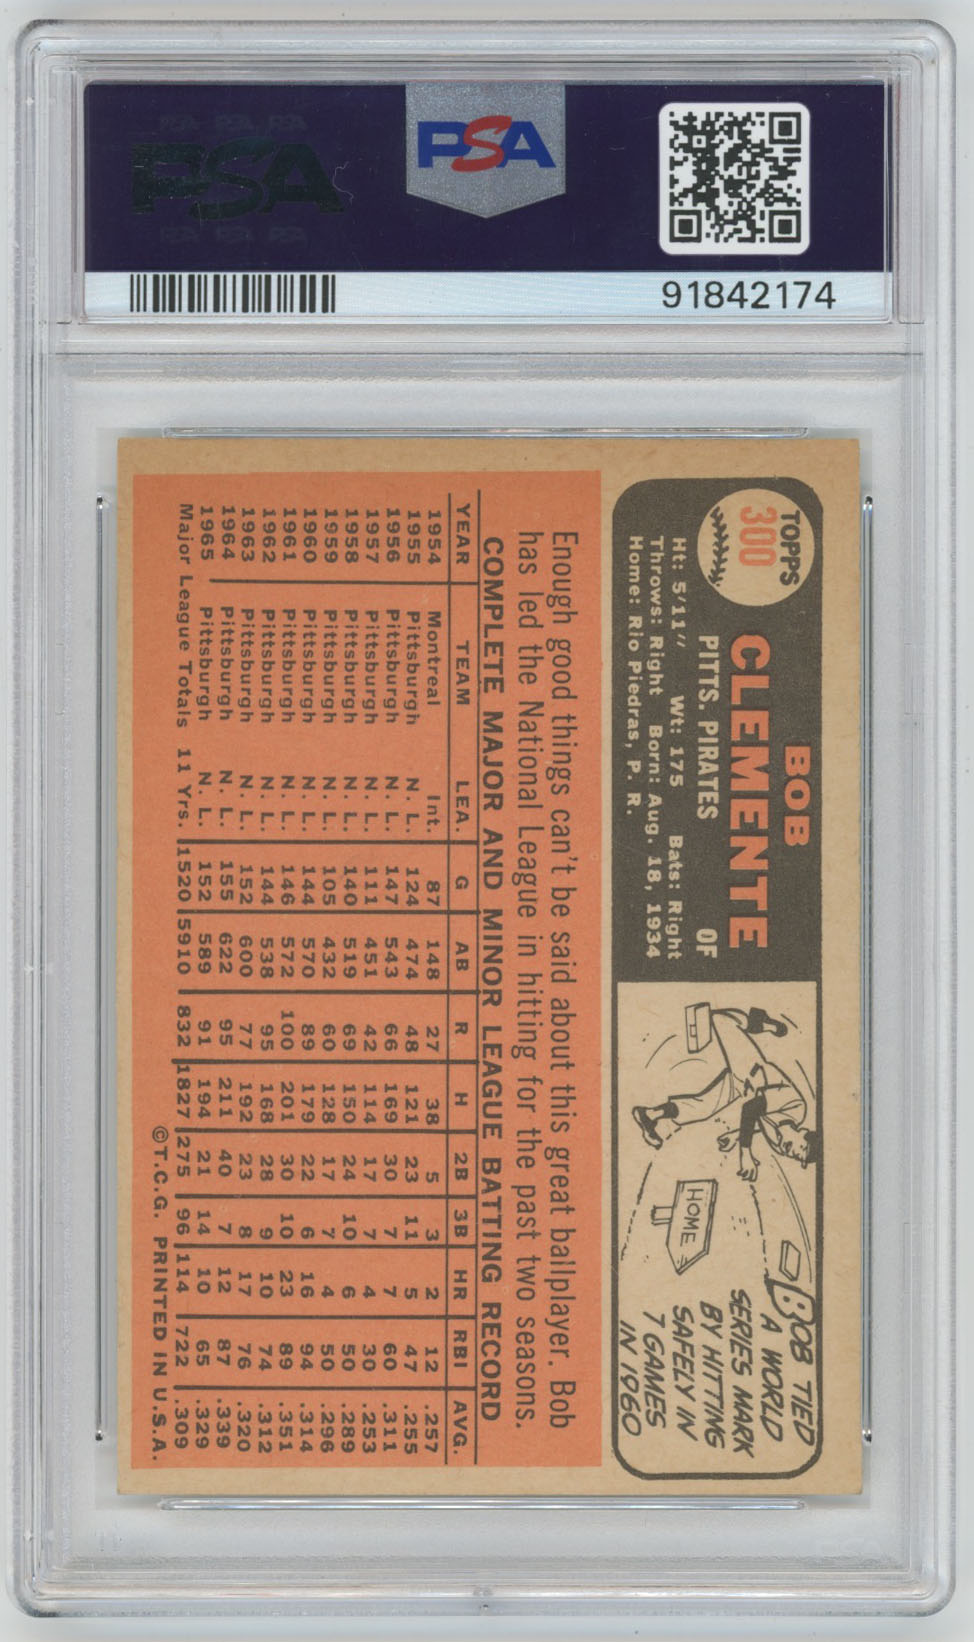 PSA PSA PSA
PSA
PSA PSA PSA
PSA
91842174
TOPPS
300
BOB
CLEMENTE
PITTS. PIRATES OF
Ht: 5'11" Wt: 175 Bats: Right
Throws: Right Born: Aug. 18, 1934
Home: Rio Piedras, P. R.
HOME
BOB TIED
A WORLD
SERIES MARK
BY HITTING
SAFELY IN
7 GAMES
IN 1960
Enough good things can't be said about this great ballplayer. Bob
has led the National League in hitting for the past two seasons.
COMPLETE MAJOR AND MINOR LEAGUE BATTING RECORD
YEAR TEAM LEA. G AB R H 2B 3B HR RBI AVG.
1954 Montreal Int. 87 148 27 38 5 3 2 12 .257
1955 Pittsburgh N. L. 124 474 48 121 23 11 5 47 .255
1956 Pittsburgh N. L. 147 543 66 169 30 7 7 60 .311
1957 Pittsburgh N. L. 111 451 42 114 17 7 4 30 .253
1958 Pittsburgh N. L. 140 519 69 150 24 10 6 50 .289
1959 Pittsburgh N. L. 105 432 60 128 17 7 4 50 .296
1960 Pittsburgh N. L. 144 570 89 179 22 6 16 94 .314
1961 Pittsburgh N. L. 146 572 100 201 30 10 23 89 .351
1962 Pittsburgh N. L. 144 538 95 168 28 9 10 74 .312
1963 Pittsburgh N. L. 152 600 77 192 23 8 17 76 .320
1964 Pittsburgh N. L. 155 622 95 211 40 7 12 87 .339
1965 Pittsburgh N. L. 152 589 91 194 21 14 10 65 .329
Major League Totals 11 Yrs. 1520 5910 832 1827 275 96 114 722 .309
©T.C.G. PRINTED IN U.S.A.